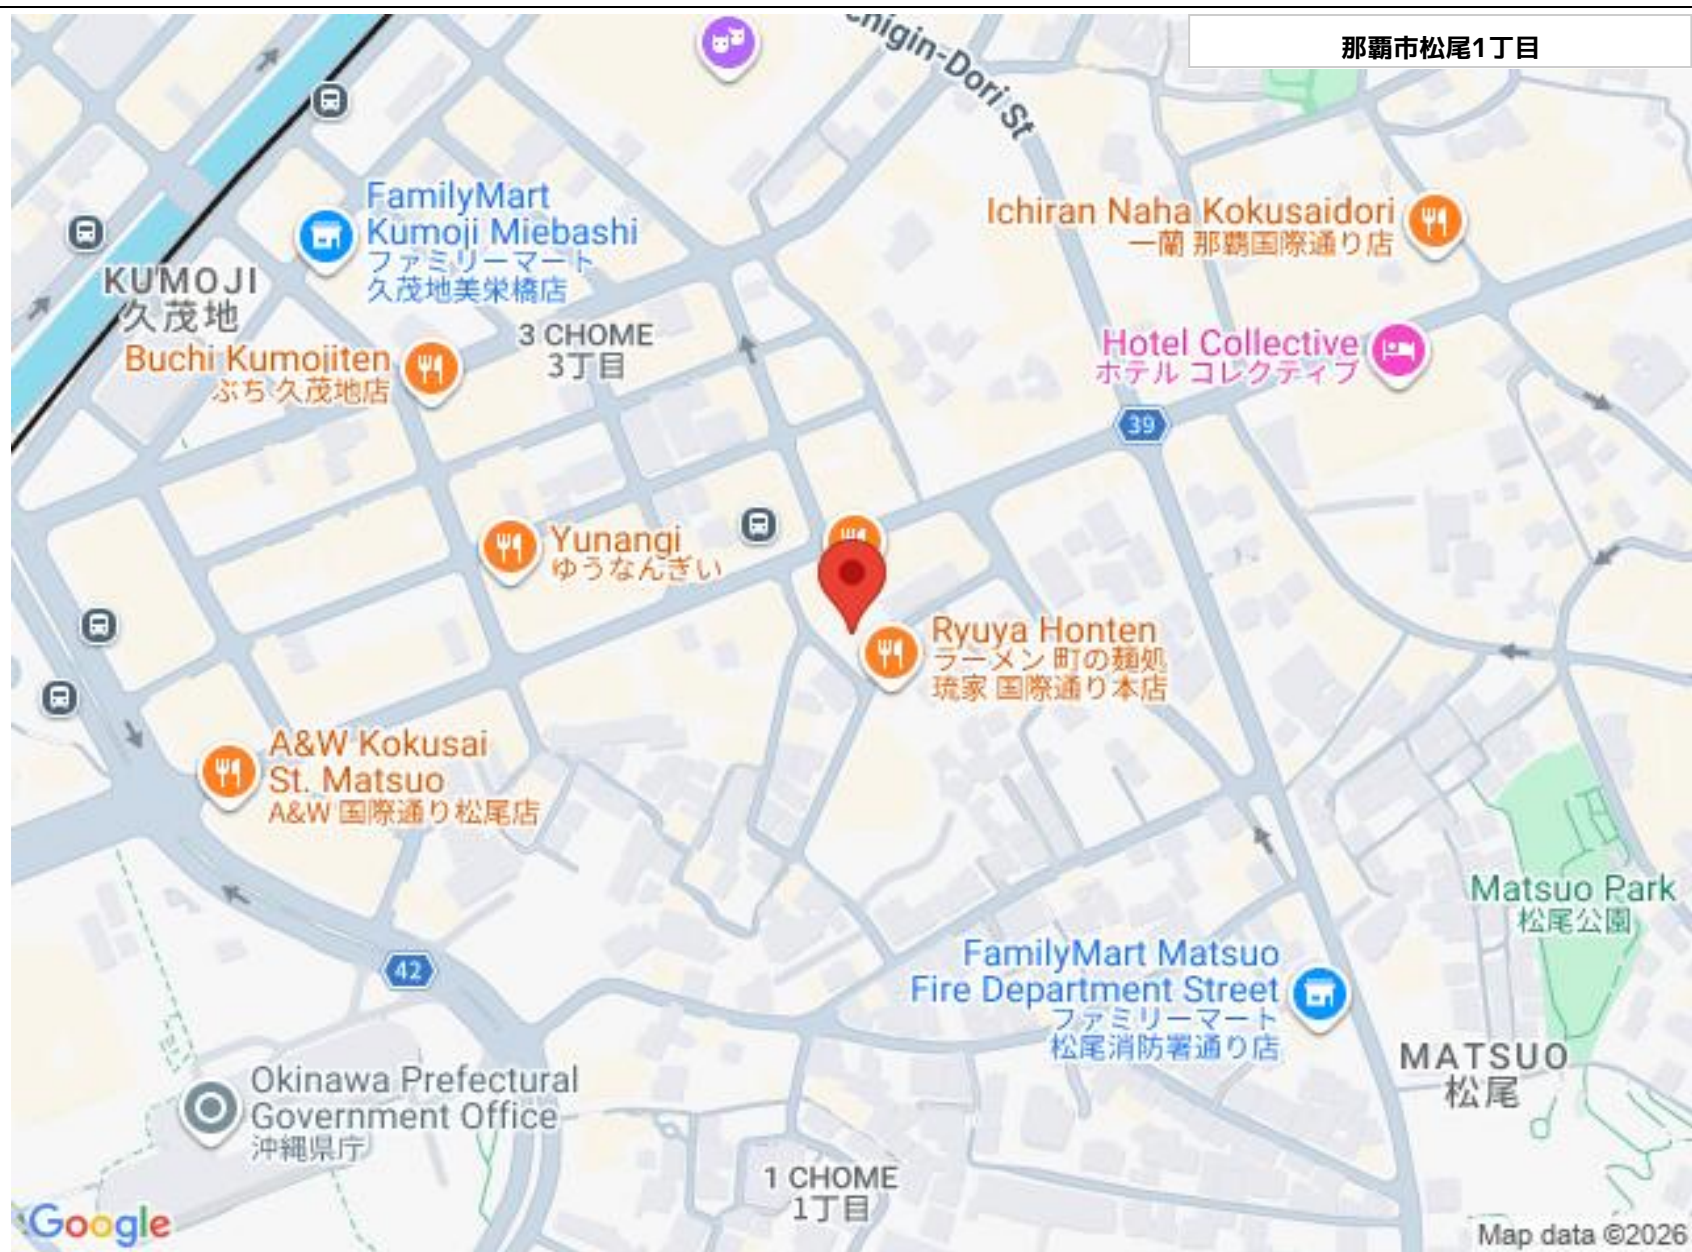 那覇市松尾1丁目
chigin-Dori St
FamilyMart
Kumoji Miebashi
ファミリーマート
久茂地美栄橋店
Ichiran Naha Kokusaidori
一蘭 那覇国際通り店
KUMOJI
久茂地
3 CHOME
3丁目
Buchi Kumojiten
ぶち 久茂地店
Hotel Collective
ホテル コレクティブ
39
Yunangi
ゆうなんぎい
Ryuya Honten
ラーメン 町の麺処
琉家 国際通り本店
A&W Kokusai
St. Matsuo
A&W 国際通り松尾店
Matsuo Park
松尾公園
42
FamilyMart Matsuo
Fire Department Street
ファミリーマート
松尾消防署通り店
MATSUO
松尾
Okinawa Prefectural
Government Office
沖縄県庁
1 CHOME
1丁目
Google
Map data ©2026